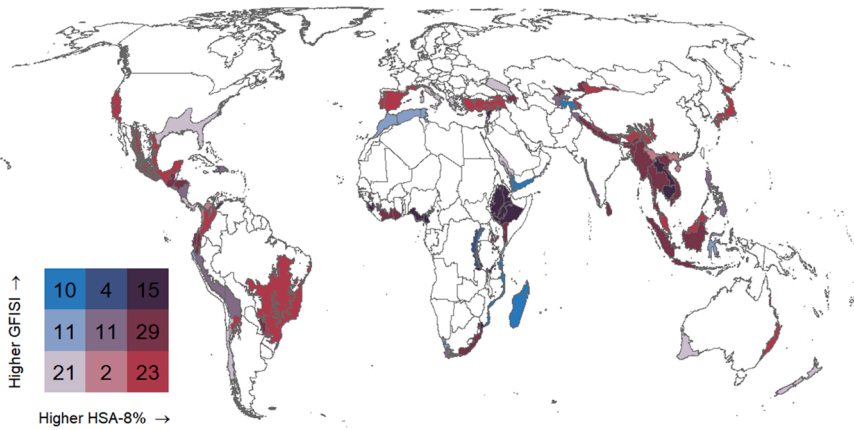 Higher GFISI →
10 4 15
11 11 29
21 2 23
Higher HSA-8% →